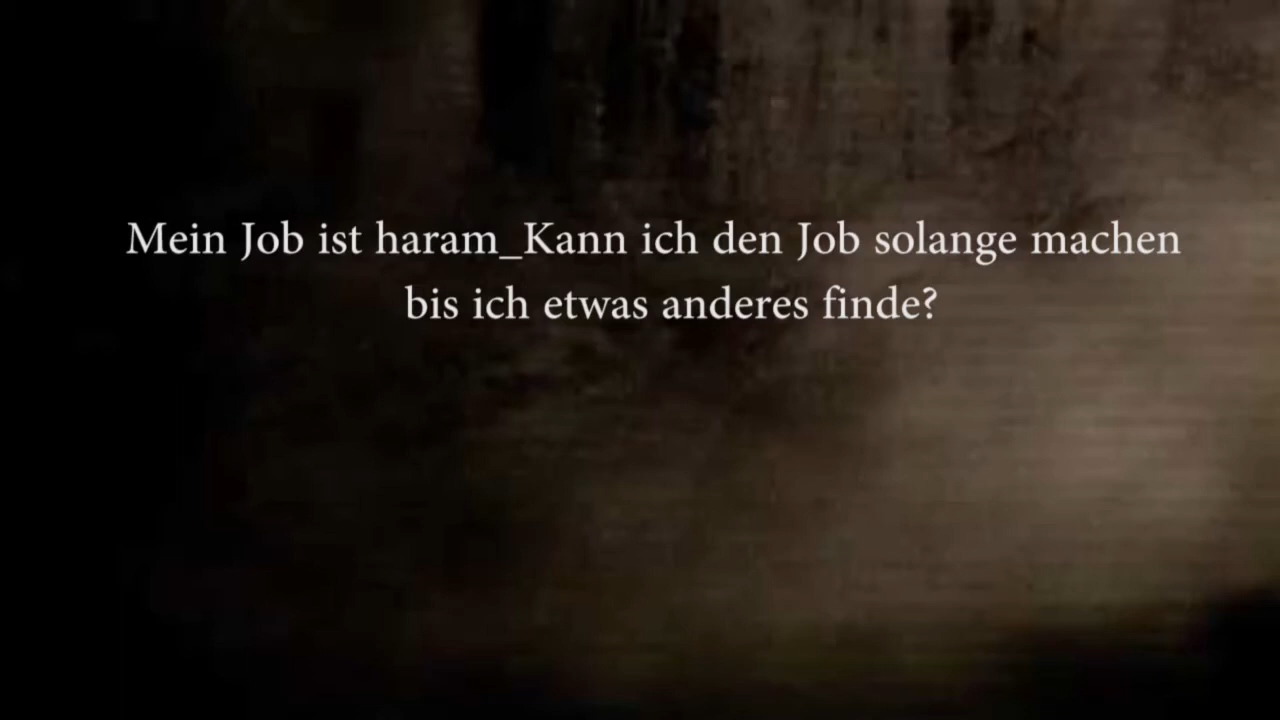 Mein Job ist haram_Kann ich den Job solange machen
bis ich etwas anderes finde?